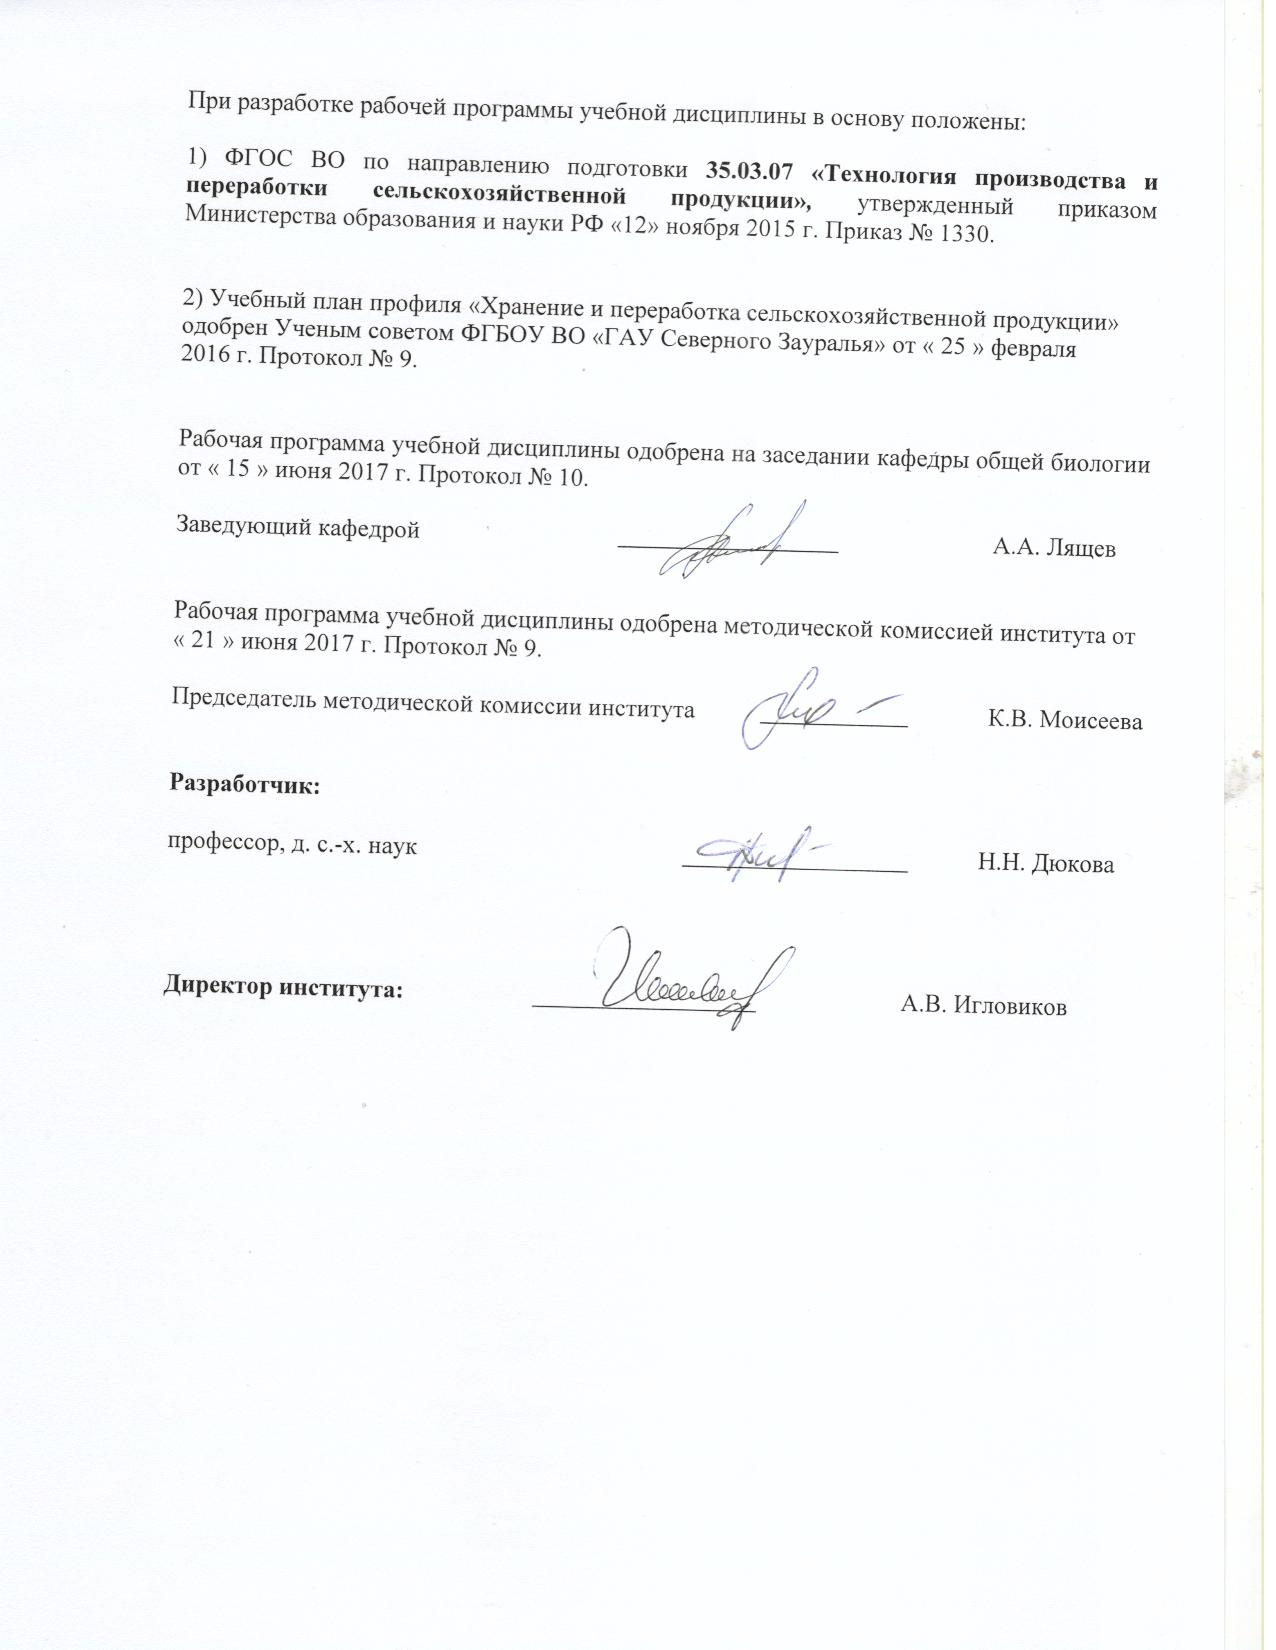 При разработке рабочей программы учебной дисциплины в основу положены:
1) ФГОС ВО по направлению подготовки 35.03.07 «Технология производства и
переработки сельскохозяйственной продукции», утвержденный приказом
Министерства образования и науки РФ «12» ноября 2015 г. Приказ № 1330.
2) Учебный план профиля «Хранение и переработка сельскохозяйственной продукции»
одобрен Ученым советом ФГБОУ ВО «ГАУ Северного Зауралья» от « 25 » февраля
2016 г. Протокол № 9.
Рабочая программа учебной дисциплины одобрена на заседании кафедры общей биологии
от « 15 » июня 2017 г. Протокол № 10.
Заведующий кафедрой А.А. Лящев
Рабочая программа учебной дисциплины одобрена методической комиссией института от
« 21 » июня 2017 г. Протокол № 9.
Председатель методической комиссии института К.В. Моисеева
Разработчик:
профессор, д. с.-х. наук Н.Н. Дюкова
Директор института: А.В. Игловиков